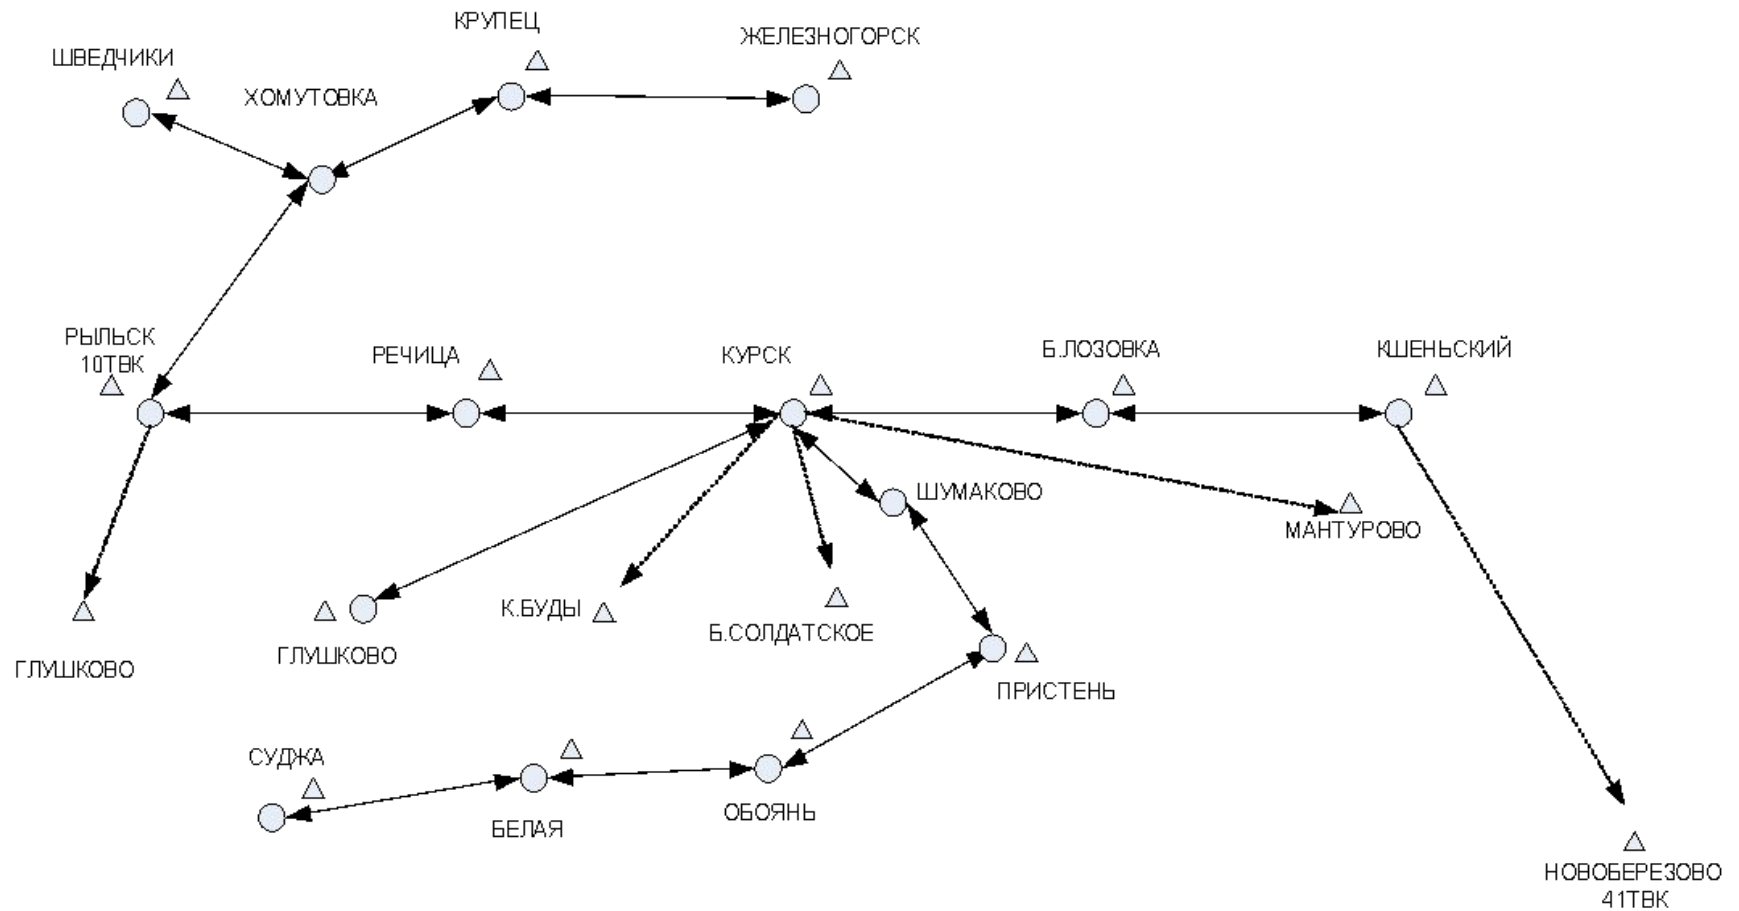 КРУПЕЦ
ЖЕЛЕЗНОГОРСК
ШВЕДЧИКИ
ХОМУТОВКА
РЫЛЬСК
10ТВК
РЕЧИЦА
КУРСК
Б.ЛОЗОВКА
КШЕНЬСКИЙ
ШУМАКОВО
МАНТУРОВО
К.БУДЫ
Б.СОЛДАТСКОЕ
ГЛУШКОВО
ГЛУШКОВО
ПРИСТЕНЬ
СУДЖА
БЕЛАЯ
ОБОЯНЬ
НОВОБЕРЕЗОВО
41ТВК